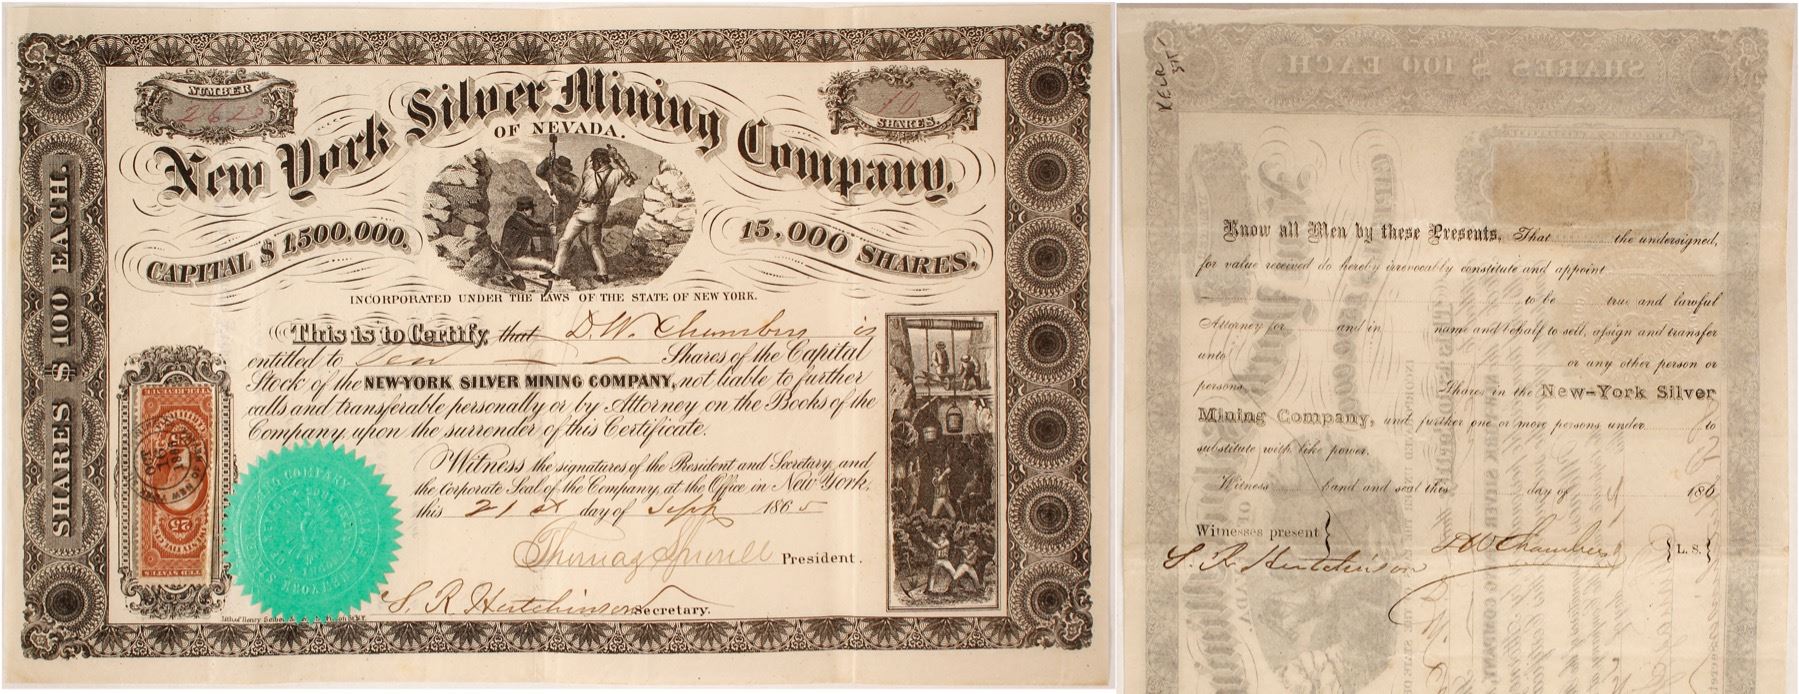 NUMBER
2623
10
SHARES.
New York Silver Mining Company,
OF NEVADA.
CAPITAL $1,500,000.
15,000 SHARES.
SHARES $100 EACH.
INCORPORATED UNDER THE LAWS OF THE STATE OF NEW YORK.
This is to Certify, that D. W. Chambers is
entitled to Ten Shares of the Capital
Stock of the NEW-YORK SILVER MINING COMPANY, not liable to further
calls and transferable personally or by Attorney on the Books of the
Company upon the surrender of this Certificate.
Witness the signatures of the President and Secretary, and
the Corporate Seal of the Company, at the Office in New York,
this 21st day of Sept 1865
Thomas President.
S. R. Hutchinson Secretary.
25
25
Know all Men by these Presents, That the undersigned,
for value received do hereby irrevocably constitute and appoint
to be true and lawful
Attorney for and in name and behalf to sell, assign and transfer
unto or any other person or
persons Shares in the New-York Silver
Mining Company, and further one or more persons under to
substitute with like power.
Witness hand and seal this day of 186
Witnesses present
S. R. Hutchinson
D W Chambers
L. S.